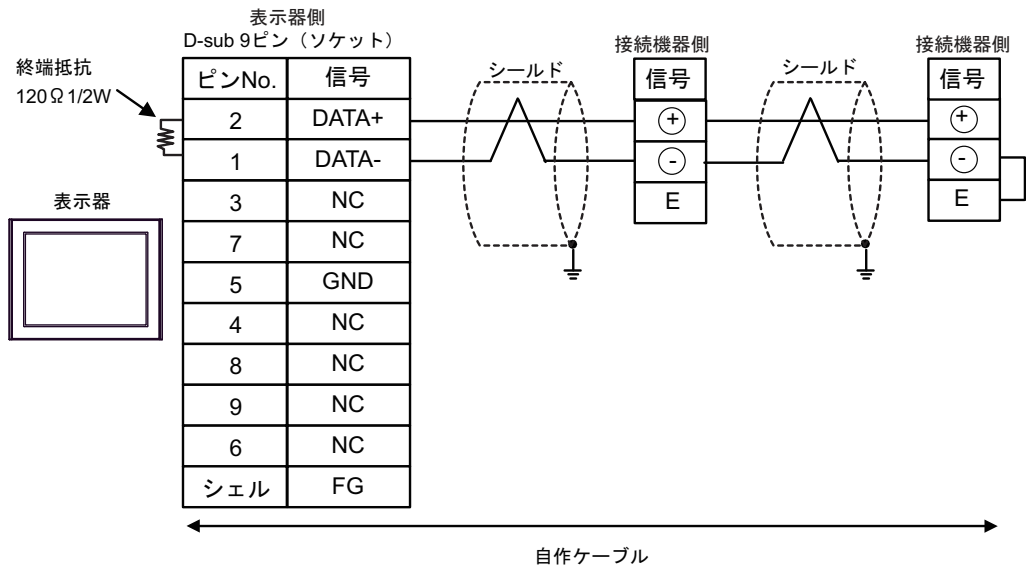 表示器側
D-sub 9ピン（ソケット）
終端抵抗
120Ω1/2W
ピンNo. 信号
2 DATA+
1 DATA-
3 NC
7 NC
5 GND
4 NC
8 NC
9 NC
6 NC
シェル FG
表示器
シールド
接続機器側
信号
+
-
E
シールド
接続機器側
信号
+
-
E
自作ケーブル